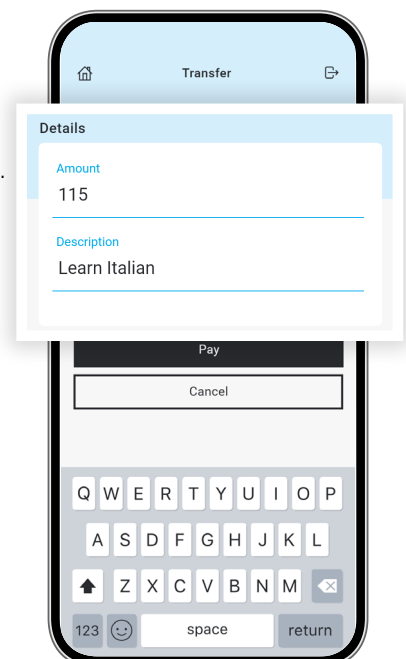 Transfer
Details
.
Amount
115
Description
Learn Italian
Pay
Cancel
Q W E R T Y U I O P
A S D F G H J K L
Z X C V B N M
123 space return